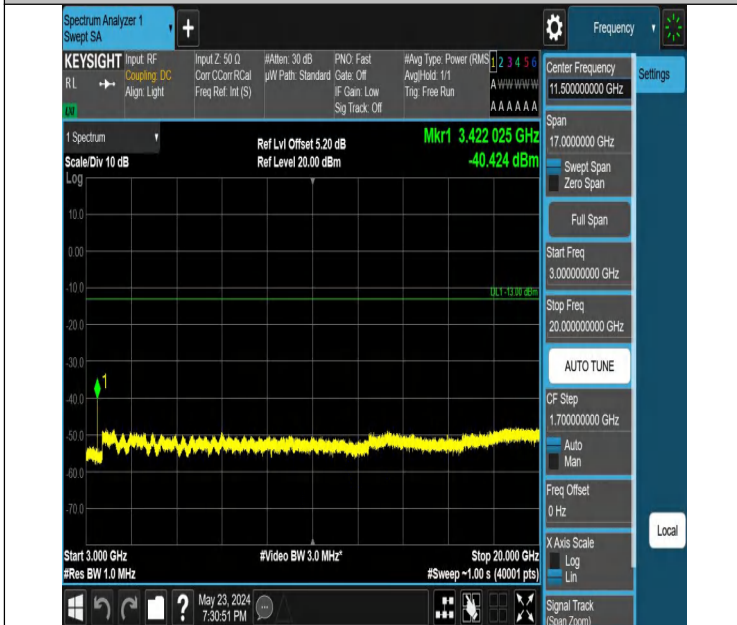 Spectrum Analyzer 1
Swept SA
+
Frequency
KEYSIGHT
Input: RF
Coupling: DC
Align: Light
Input Z: 50 Ω
Corr CCorr RCal
Freq Ref: Int (S)
#Atten: 30 dB
µW Path: Standard
PNO: Fast
Gate: Off
IF Gain: Low
Sig Track: Off
#Avg Type: Power (RMS
Avg|Hold: 1/1
Trig: Free Run
1 2 3 4 5 6
A W W W W W
A A A A A A
R L
LXI
Center Frequency
11.500000000 GHz
Settings
1 Spectrum
Scale/Div 10 dB
Log
Ref Lvl Offset 5.20 dB
Ref Level 20.00 dBm
Mkr1 3.422 025 GHz
-40.424 dBm
Span
17.0000000 GHz
Swept Span
Zero Span
Full Span
Start Freq
3.000000000 GHz
Stop Freq
20.000000000 GHz
AUTO TUNE
CF Step
1.700000000 GHz
Auto
Man
Freq Offset
0 Hz
X Axis Scale
Log
Lin
Signal Track
(Span Zoom)
Local
10.0
0.00
-10.0
DL1 -13.00 dBm
-20.0
-30.0
1
-40.0
-50.0
-60.0
-70.0
Start 3.000 GHz
#Res BW 1.0 MHz
#Video BW 3.0 MHz*
Stop 20.000 GHz
#Sweep ~1.00 s (40001 pts)
?
May 23, 2024
7:30:51 PM